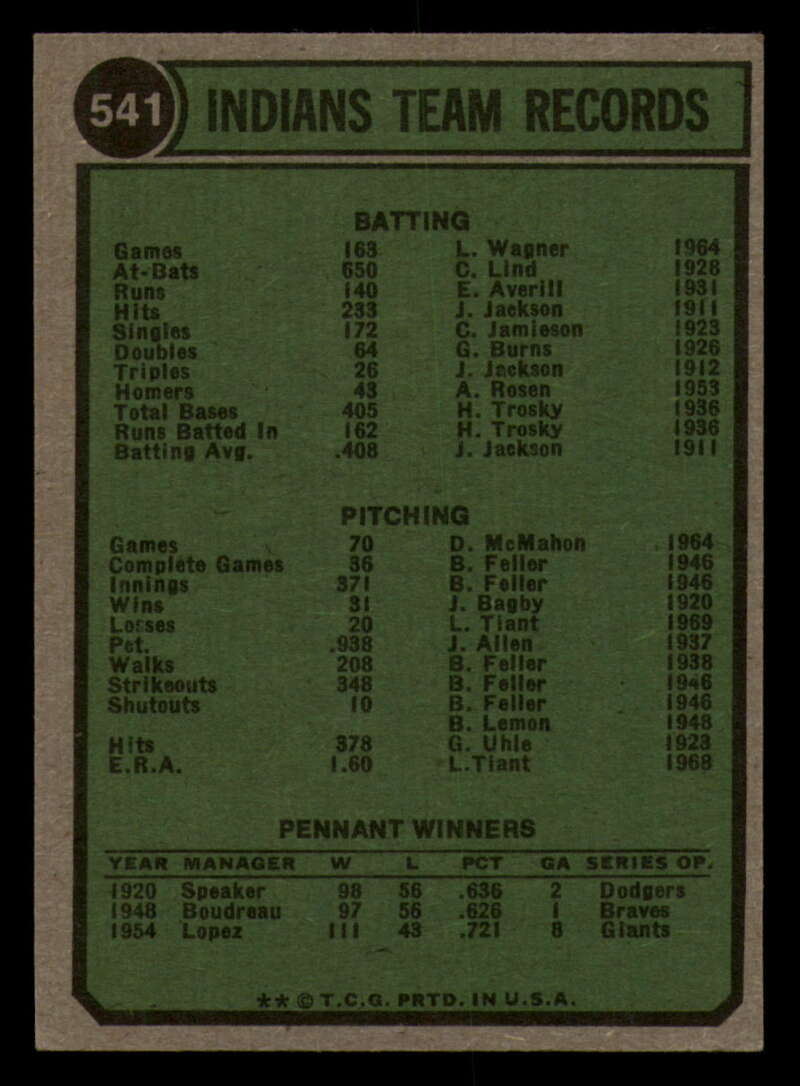 541 INDIANS TEAM RECORDS
BATTING
Games 163 L. Wagner 1964
At-Bats 650 C. Lind 1928
Runs 140 E. Averill 1931
Hits 233 J. Jackson 1911
Singles 172 C. Jamieson 1923
Doubles 64 G. Burns 1926
Triples 26 J. Jackson 1912
Homers 43 A. Rosen 1953
Total Bases 405 H. Trosky 1936
Runs Batted In 162 H. Trosky 1936
Batting Avg. .408 J. Jackson 1911
PITCHING
Games 70 D. McMahon 1964
Complete Games 36 B. Feller 1946
Innings 371 B. Feller 1946
Wins 31 J. Bagby 1920
Losses 20 L. Tiant 1969
Pct. .938 J. Allen 1937
Walks 208 B. Feller 1938
Strikeouts 348 B. Feller 1946
Shutouts 10 B. Feller 1946
B. Lemon 1948
Hits 378 G. Uhle 1923
E.R.A. 1.60 L.Tiant 1968
PENNANT WINNERS
YEAR MANAGER W L PCT GA SERIES OP.
1920 Speaker 98 56 .636 2 Dodgers
1948 Boudreau 97 56 .626 1 Braves
1954 Lopez 111 43 .721 8 Giants
** © T.C.G. PRTD. IN U.S.A.